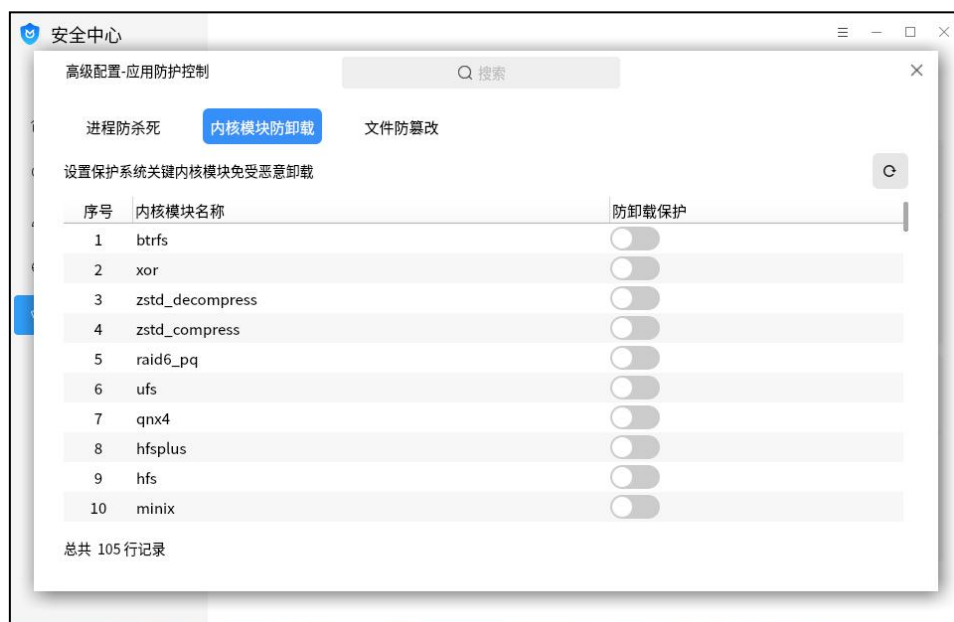 安全中心
高级配置-应用防护控制 搜索
进程防杀死 内核模块防卸载 文件防篡改
设置保护系统关键内核模块免受恶意卸载
序号 内核模块名称 防卸载保护
1 btrfs
2 xor
3 zstd_decompress
4 zstd_compress
5 raid6_pq
6 ufs
7 qnx4
8 hfsplus
9 hfs
10 minix
总共 105 行记录